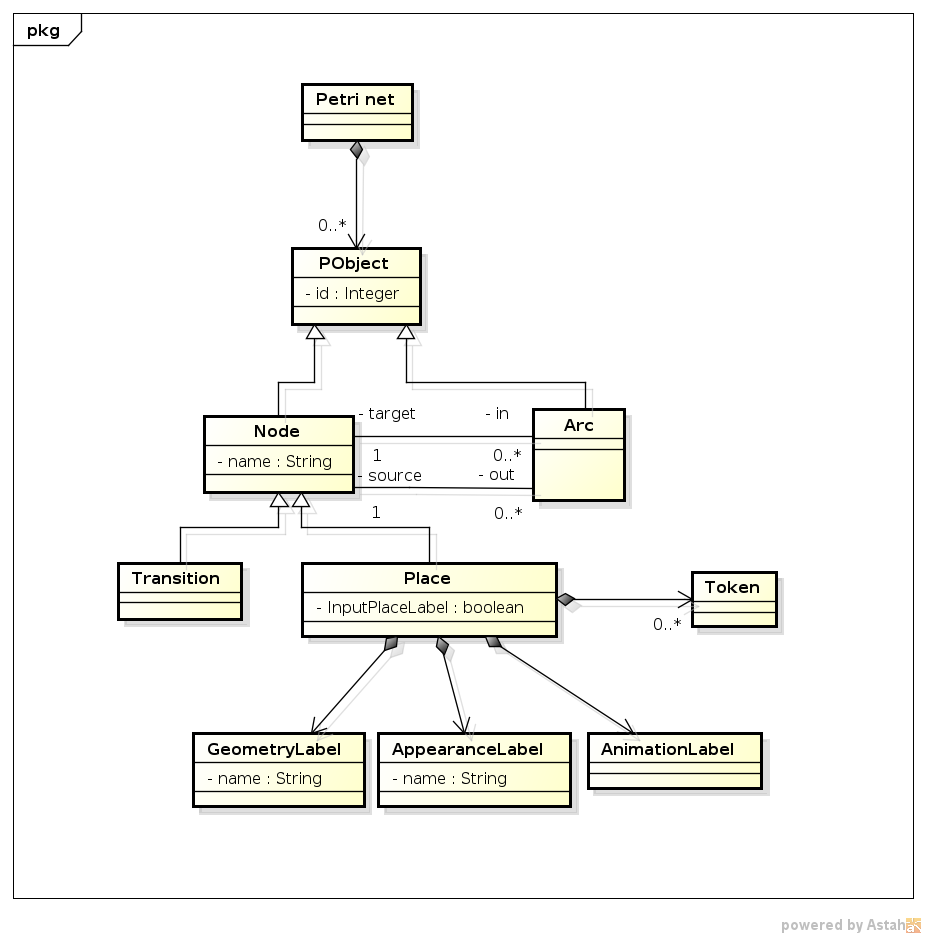 pkg
Petri net
0..*
PObject
- id : Integer
- target
- in
Node
Arc
- name : String
1
0..*
- source
- out
1
0..*
Transition
Place
Token
- InputPlaceLabel : boolean
0..*
GeometryLabel
AppearanceLabel
AnimationLabel
- name : String
- name : String
powered by Astah